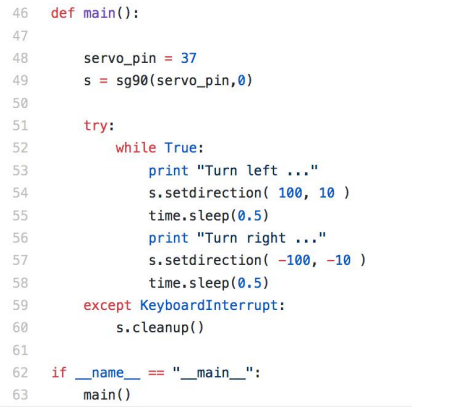 46 def main():
47
48     servo_pin = 37
49     s = sg90(servo_pin,0)
50
51     try:
52         while True:
53             print "Turn left ..."
54             s.setdirection( 100, 10 )
55             time.sleep(0.5)
56             print "Turn right ..."
57             s.setdirection( -100, -10 )
58             time.sleep(0.5)
59     except KeyboardInterrupt:
60         s.cleanup()
61
62 if __name__ == "__main__":
63     main()